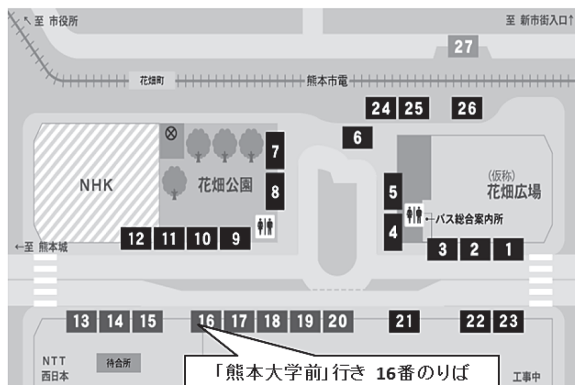 ↖至 市役所
至 新市街入口↑
27
花畑町
熊本市電
24 25 26
6
7
NHK
花畑公園
8
5
(仮称)
花畑広場
バス総合案内所
4
←至 熊本城
12 11 10 9
3 2 1
13 14 15 16 17 18 19 20 21 22 23
NTT
西日本
待合所
「熊本大学前」行き 16番のりば
工事中